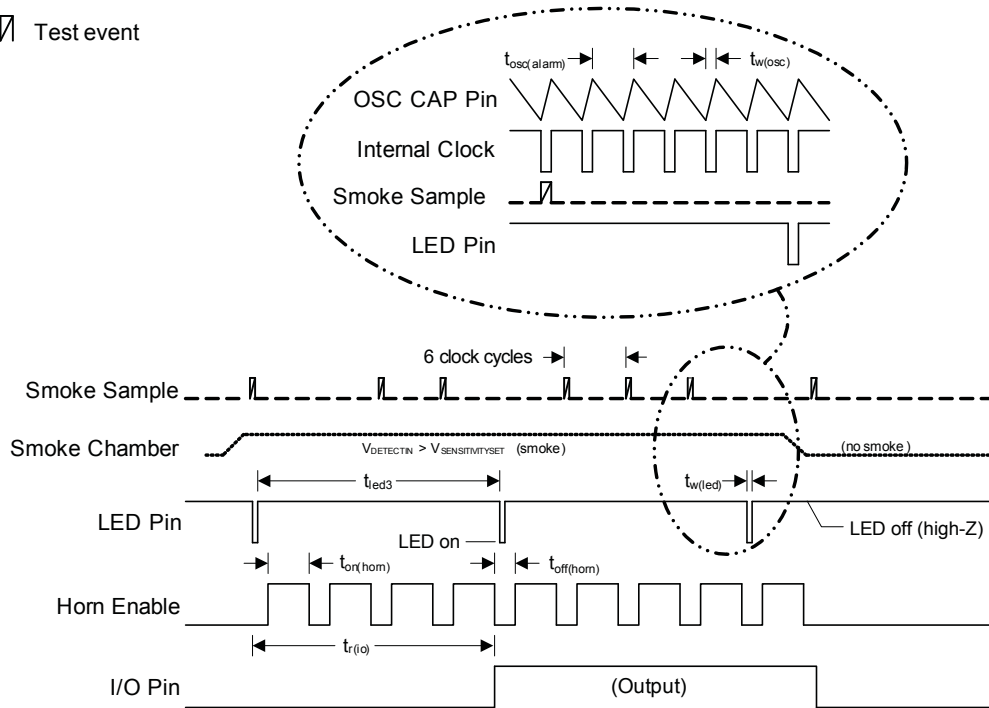 Test event
tosc(alarm)
tw(osc)
OSC CAP Pin
Internal Clock
Smoke Sample
LED Pin
6 clock cycles
Smoke Sample
Smoke Chamber
VDETECTIN > VSENSITIVITYSET (smoke)
(no smoke)
tled3
tw(led)
LED Pin
LED on
LED off (high-Z)
ton(horn)
toff(horn)
Horn Enable
tr(io)
I/O Pin
(Output)